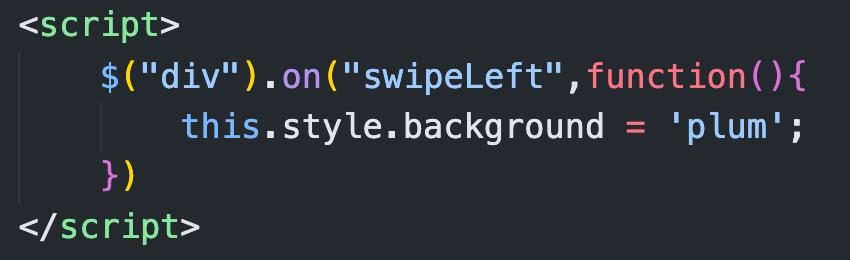 <script>
$("div").on("swipeLeft",function(){
this.style.background = 'plum';
})
</script>